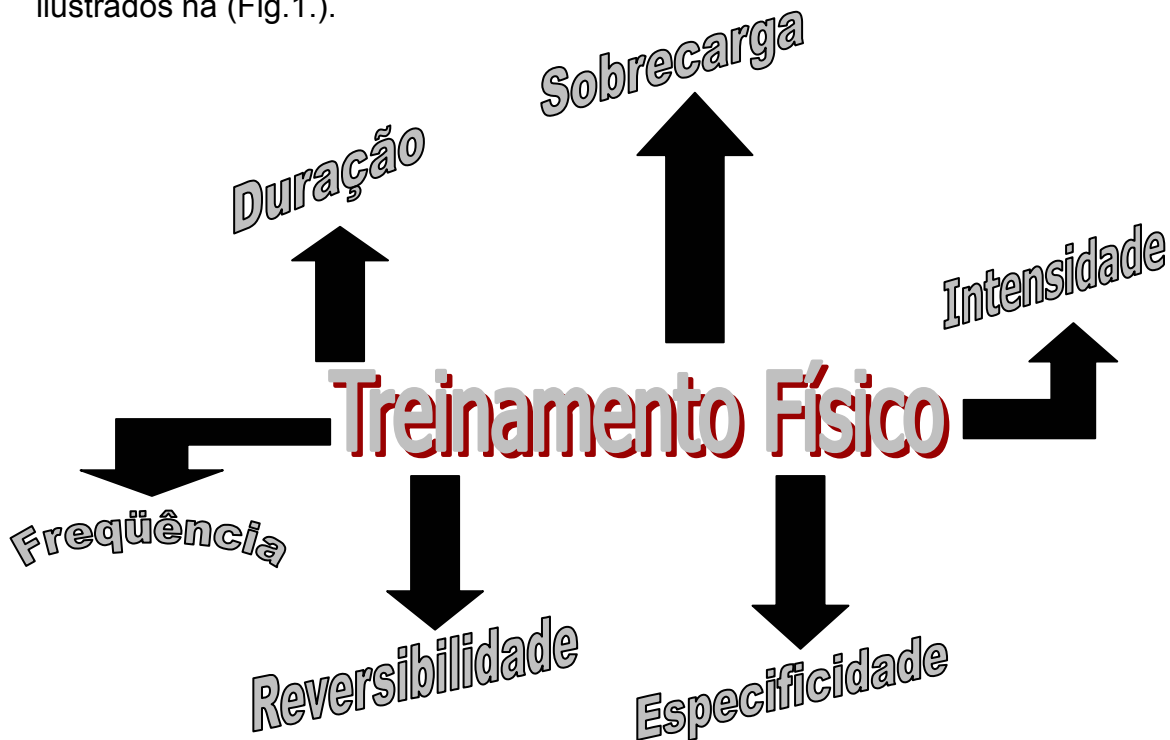 ilustrados na (Fig.1.).
Sobrecarga
Duração
Intensidade
Treinamento Físico
Freqüência
Reversibilidade
Especificidade